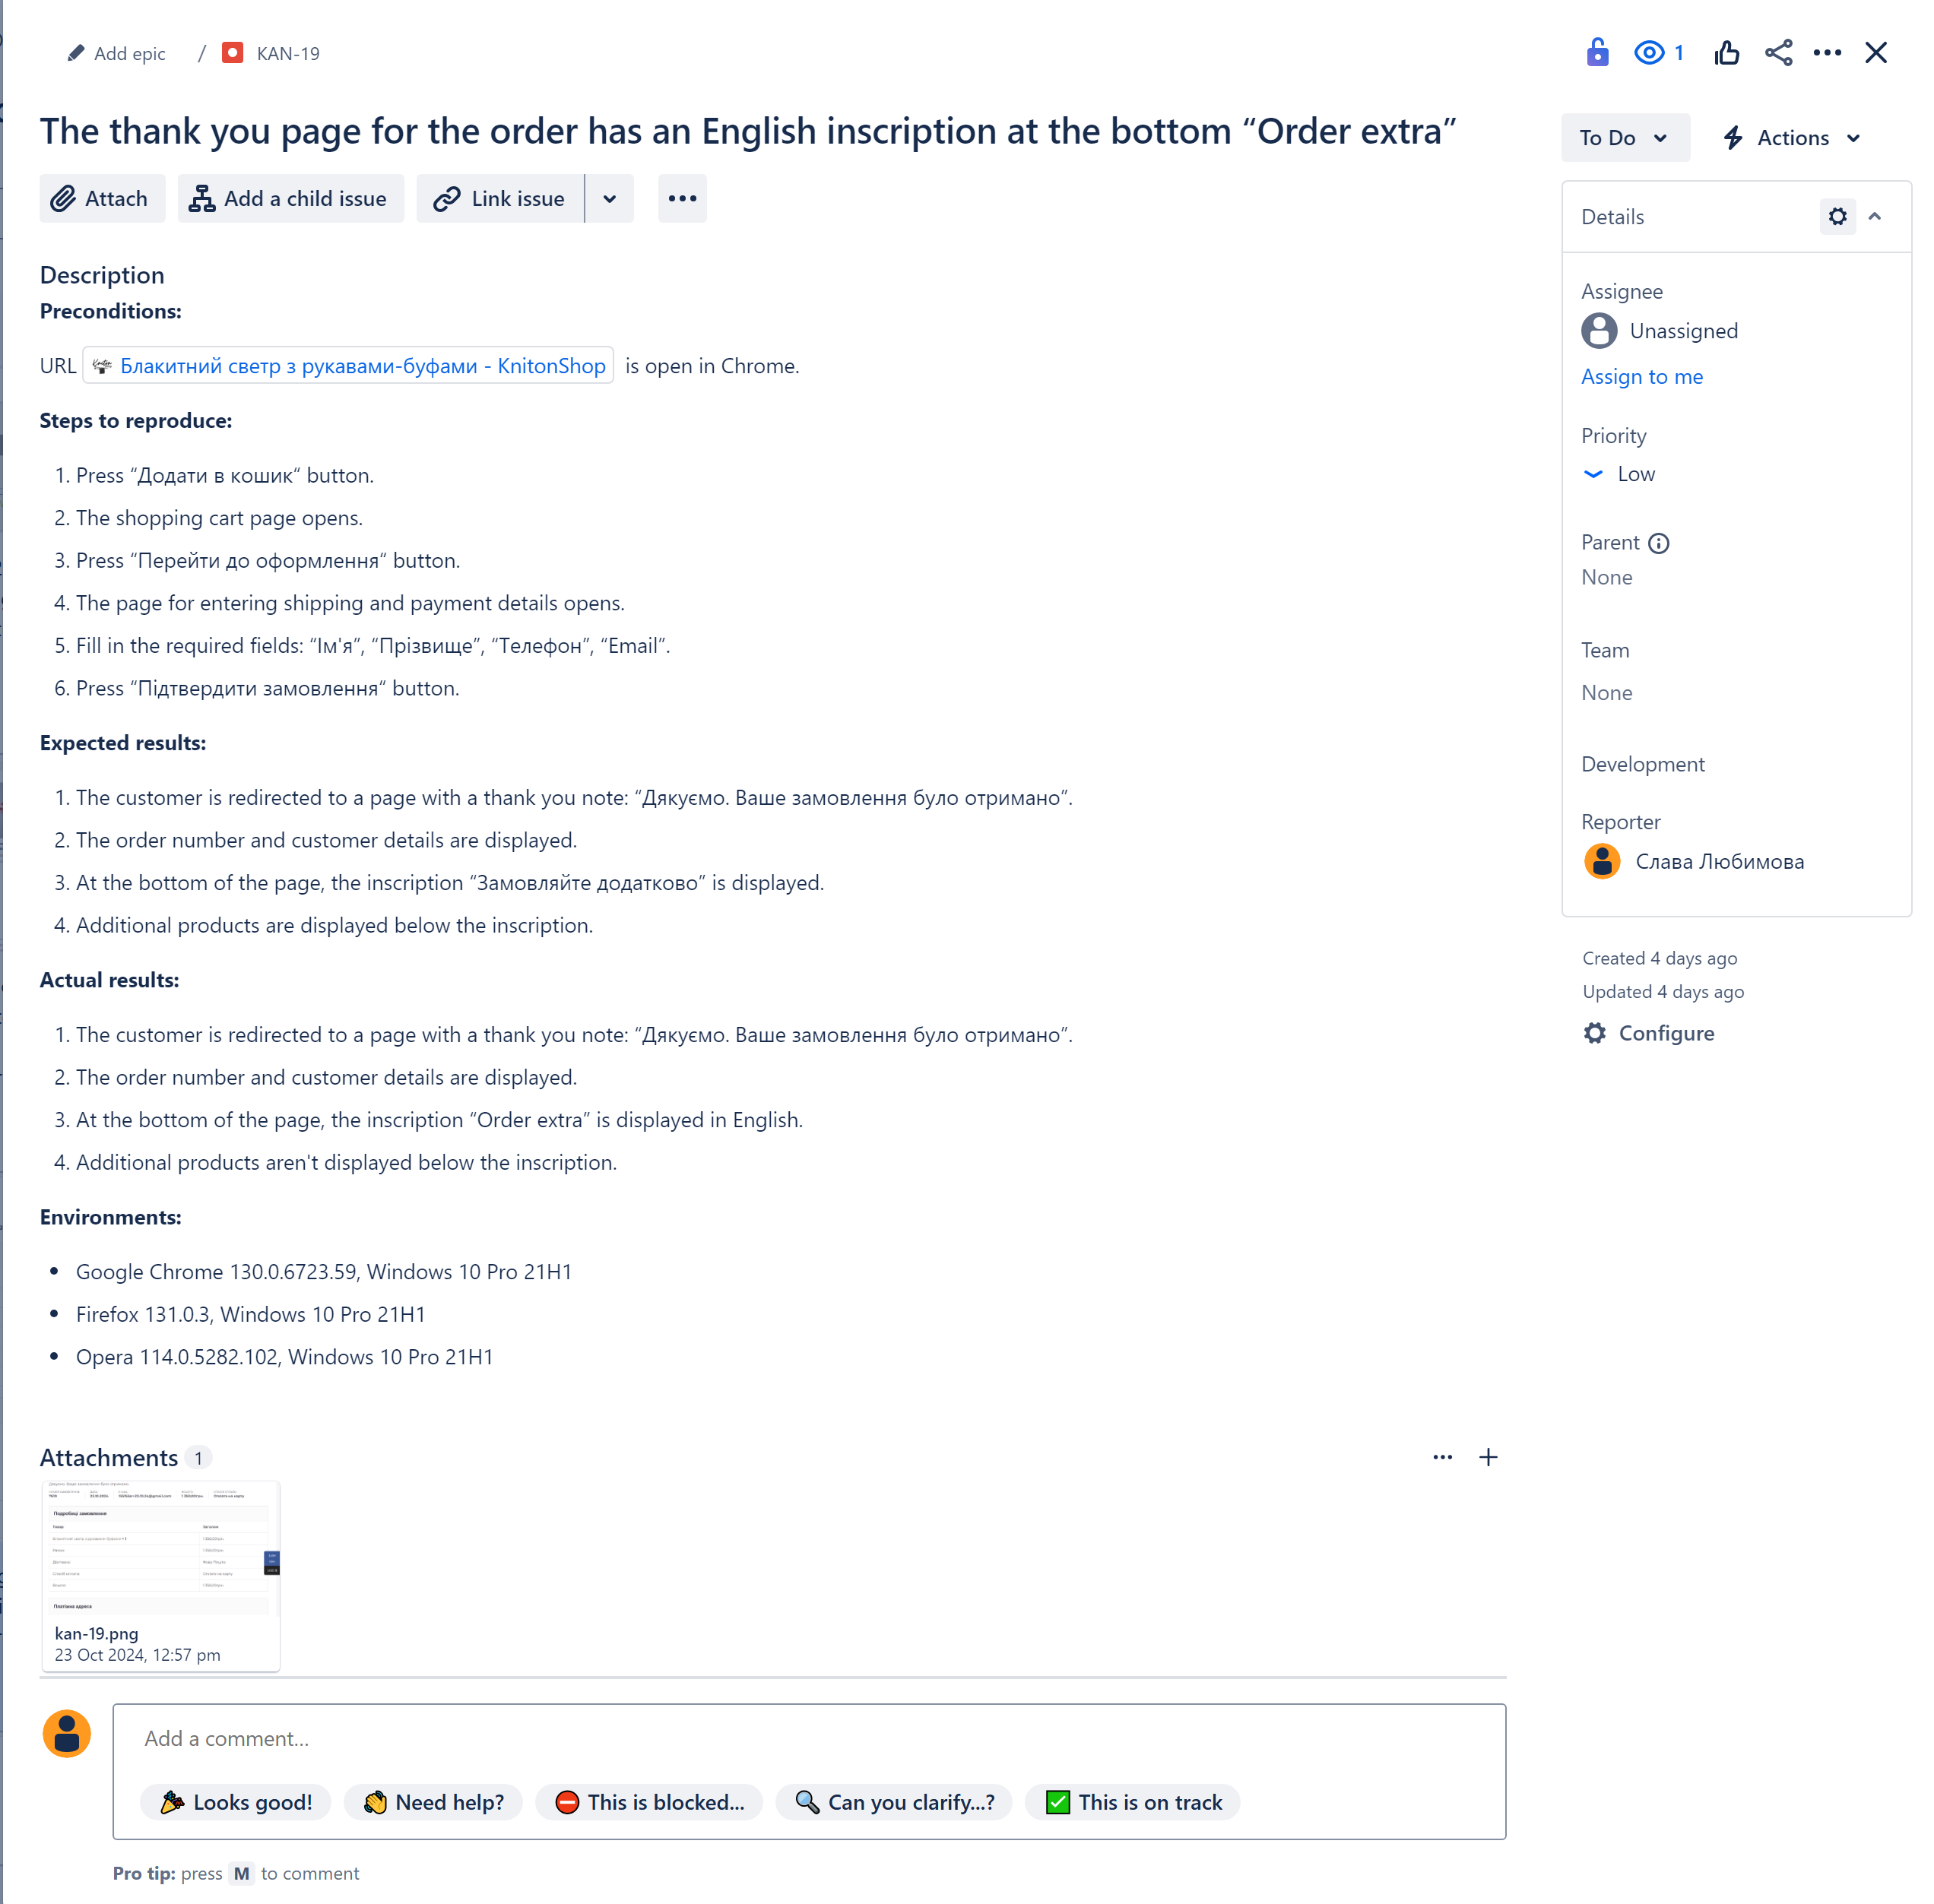 Add epic / KAN-19
1
The thank you page for the order has an English inscription at the bottom “Order extra”
To Do
Actions
Attach
Add a child issue
Link issue
Details
Description
Preconditions:
URL Блакитний светр з рукавами-буфами - KnitonShop is open in Chrome.
Steps to reproduce:
1. Press “Додати в кошик“ button.
2. The shopping cart page opens.
3. Press “Перейти до оформлення“ button.
4. The page for entering shipping and payment details opens.
5. Fill in the required fields: “Ім'я”, “Прізвище”, “Телефон”, “Email”.
6. Press “Підтвердити замовлення“ button.
Expected results:
1. The customer is redirected to a page with a thank you note: “Дякуємо. Ваше замовлення було отримано”.
2. The order number and customer details are displayed.
3. At the bottom of the page, the inscription “Замовляйте додатково” is displayed.
4. Additional products are displayed below the inscription.
Actual results:
1. The customer is redirected to a page with a thank you note: “Дякуємо. Ваше замовлення було отримано”.
2. The order number and customer details are displayed.
3. At the bottom of the page, the inscription “Order extra” is displayed in English.
4. Additional products aren't displayed below the inscription.
Environments:
Google Chrome 130.0.6723.59, Windows 10 Pro 21H1
Firefox 131.0.3, Windows 10 Pro 21H1
Opera 114.0.5282.102, Windows 10 Pro 21H1
Assignee
Unassigned
Assign to me
Priority
Low
Parent
None
Team
None
Development
Reporter
Слава Любимова
Created 4 days ago
Updated 4 days ago
Configure
Attachments 1
Подробиці замовлення
Товар
Платіжна адреса
kan-19.png
23 Oct 2024, 12:57 pm
Add a comment...
Looks good!
Need help?
This is blocked...
Can you clarify...?
This is on track
Pro tip: press M to comment